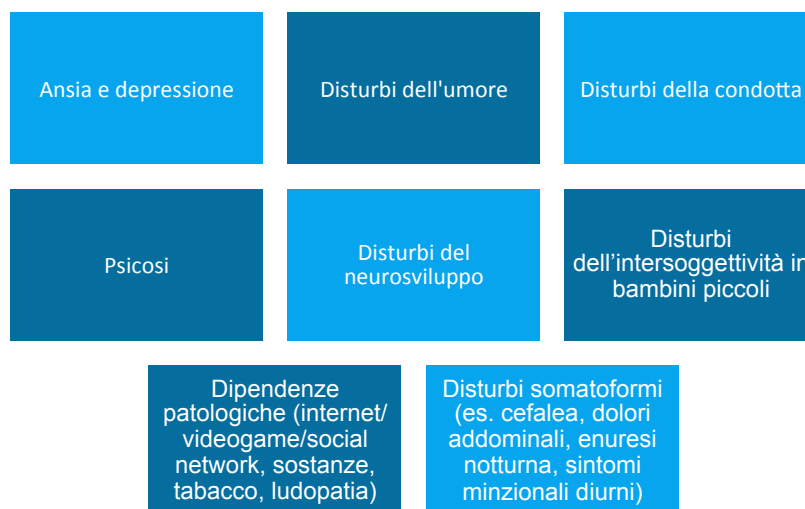 Ansia e depressione
Disturbi dell'umore
Disturbi della condotta
Psicosi
Disturbi del
neurosviluppo
Disturbi
dell’intersoggettività in
bambini piccoli
Dipendenze
patologiche (internet/
videogame/social
network, sostanze,
tabacco, ludopatia)
Disturbi somatoformi
(es. cefalea, dolori
addominali, enuresi
notturna, sintomi
minzionali diurni)